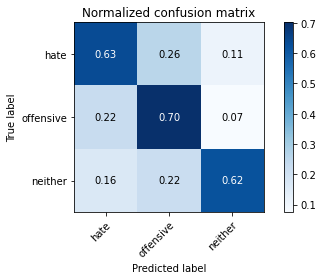 Normalized confusion matrix
hate
offensive
neither
True label
0.63 0.26 0.11
0.22 0.70 0.07
0.16 0.22 0.62
hate
offensive
neither
Predicted label
0.7
0.6
0.5
0.4
0.3
0.2
0.1